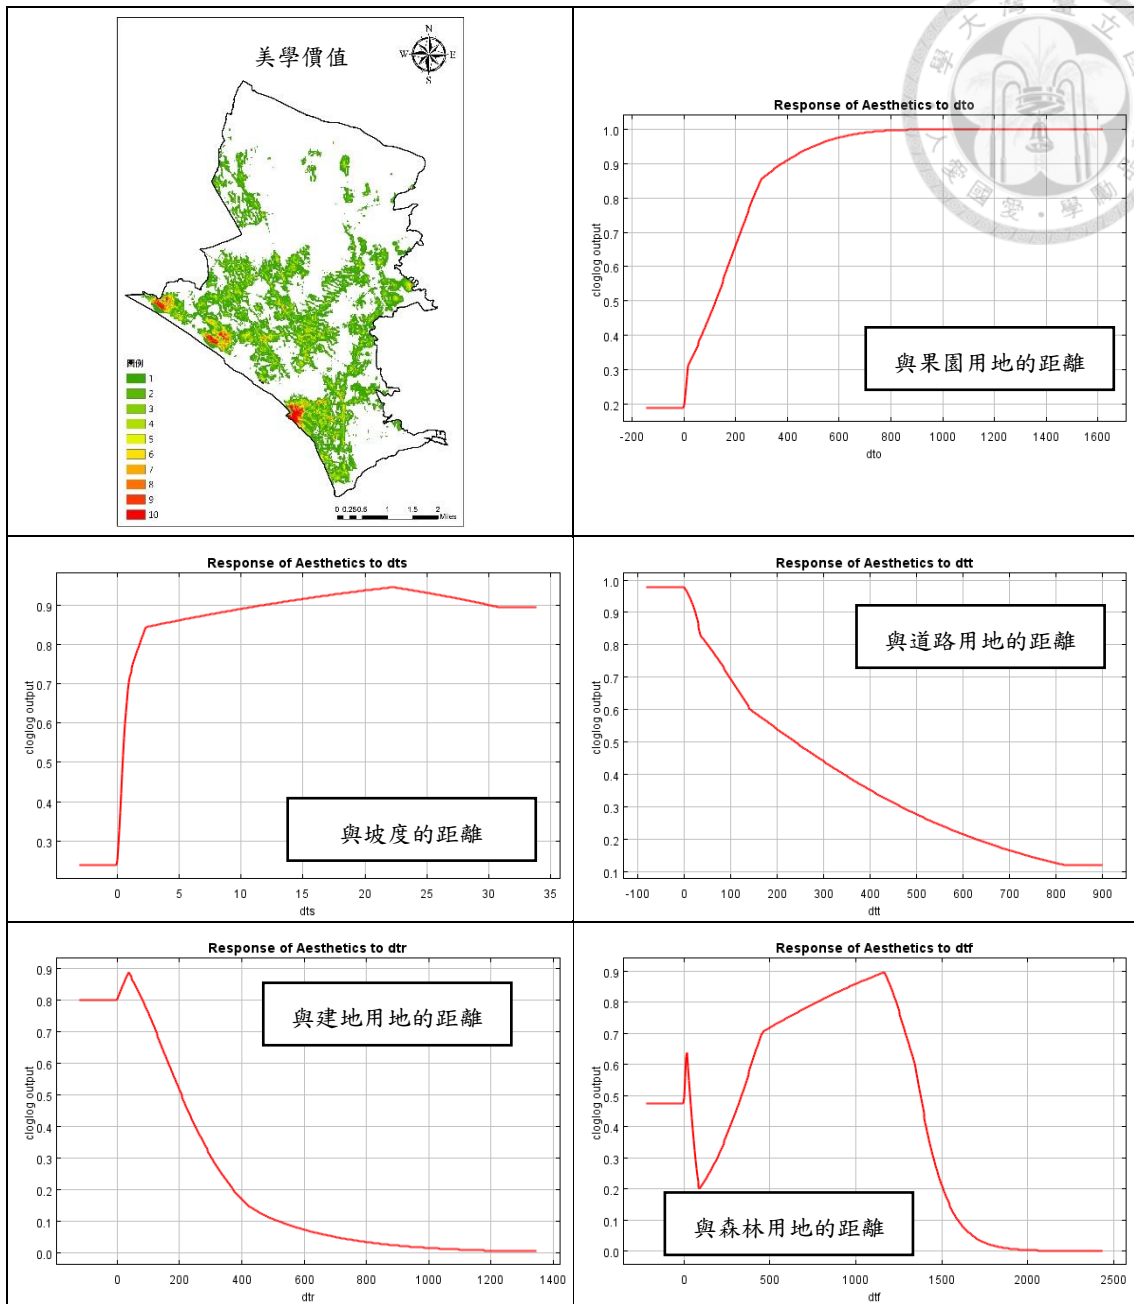 美學價值
N
W
E
S
圖例
1
2
3
4
5
6
7
8
9
10
0 0.250.5 1 1.5 2
Miles
Response of Aesthetics to dto
cloglog output
1.0
0.9
0.8
0.7
0.6
0.5
0.4
0.3
0.2
與果園用地的距離
-200 0 200 400 600 800 1000 1200 1400 1600
dto
Response of Aesthetics to dts
cloglog output
0.9
0.8
0.7
0.6
0.5
0.4
0.3
與坡度的距離
0 5 10 15 20 25 30 35
dts
Response of Aesthetics to dtt
cloglog output
1.0
0.9
0.8
0.7
0.6
0.5
0.4
0.3
0.2
0.1
與道路用地的距離
-100 0 100 200 300 400 500 600 700 800 900
dtt
Response of Aesthetics to dtr
cloglog output
0.9
0.8
0.7
0.6
0.5
0.4
0.3
0.2
0.1
0.0
與建地用地的距離
0 200 400 600 800 1000 1200 1400
dtr
Response of Aesthetics to dtf
cloglog output
0.9
0.8
0.7
0.6
0.5
0.4
0.3
0.2
0.1
0.0
與森林用地的距離
0 500 1000 1500 2000 2500
dtf